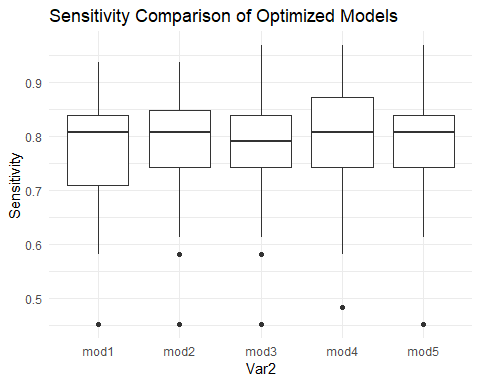 Sensitivity Comparison of Optimized Models
Sensitivity
0.9
0.8
0.7
0.6
0.5
mod1 mod2 mod3 mod4 mod5
Var2